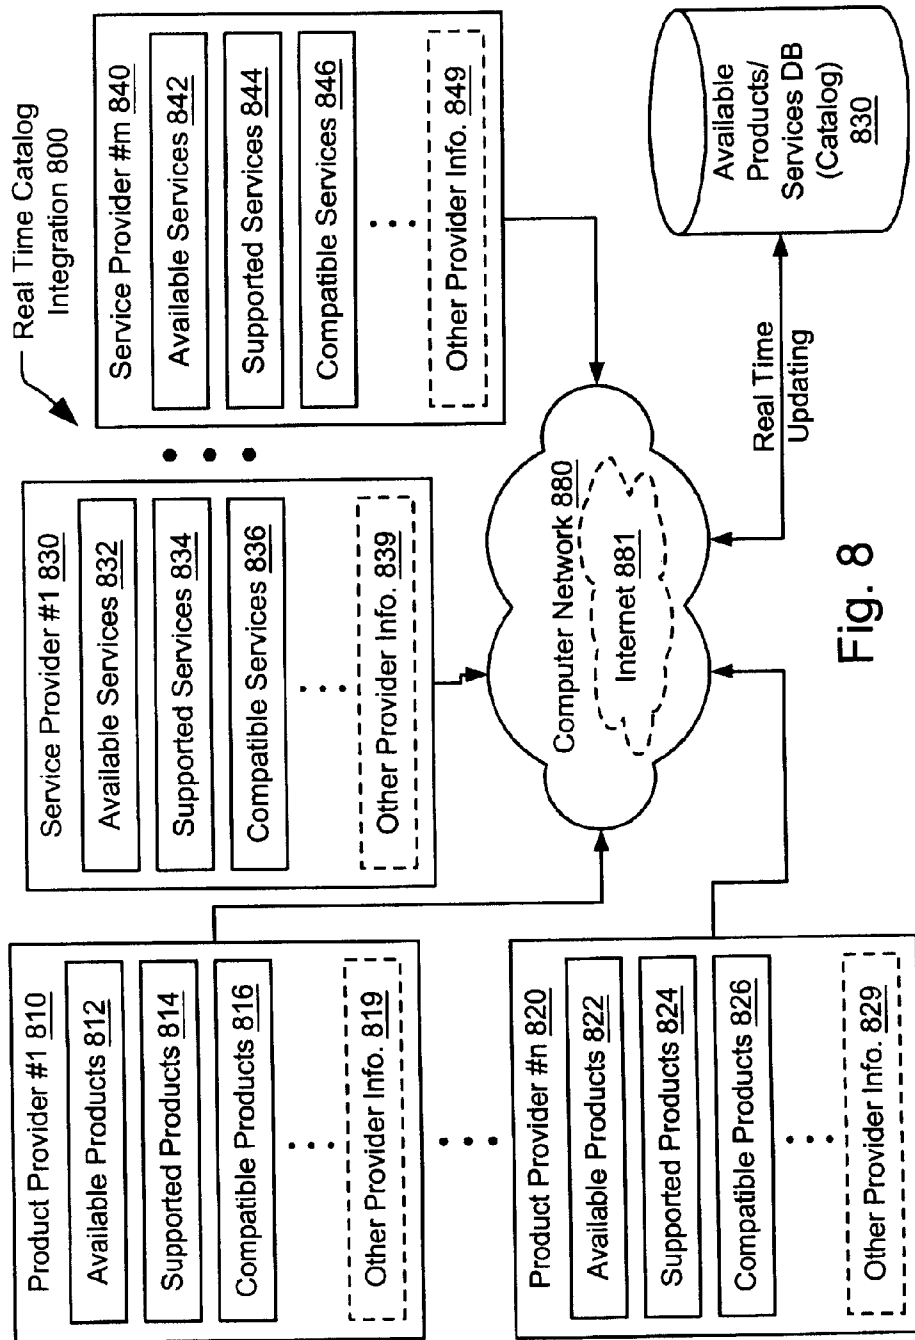 Real Time Catalog
Integration 800
Product Provider #1 810
Available Products 812
Supported Products 814
Compatible Products 816
Other Provider Info. 819
Product Provider #n 820
Available Products 822
Supported Products 824
Compatible Products 826
Other Provider Info. 829
Service Provider #1 830
Available Services 832
Supported Services 834
Compatible Services 836
Other Provider Info. 839
Service Provider #m 840
Available Services 842
Supported Services 844
Compatible Services 846
Other Provider Info. 849
Computer Network 880
Internet 881
Real Time
Updating
Available
Products/
Services DB
(Catalog)
830
Fig. 8